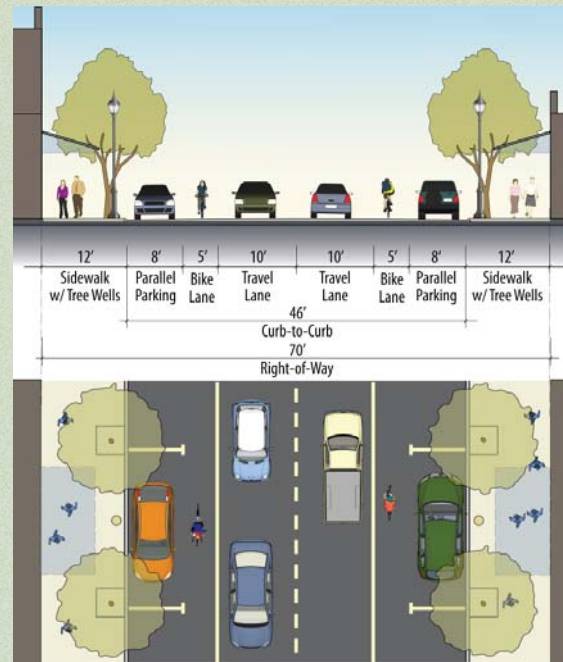 12' 8' 5' 10' 10' 5' 8' 12'
Sidewalk Parallel Bike Travel Travel Bike Parallel Sidewalk
w/ Tree Wells Parking Lane Lane Lane Lane Parking w/ Tree Wells
46'
Curb-to-Curb
70'
Right-of-Way